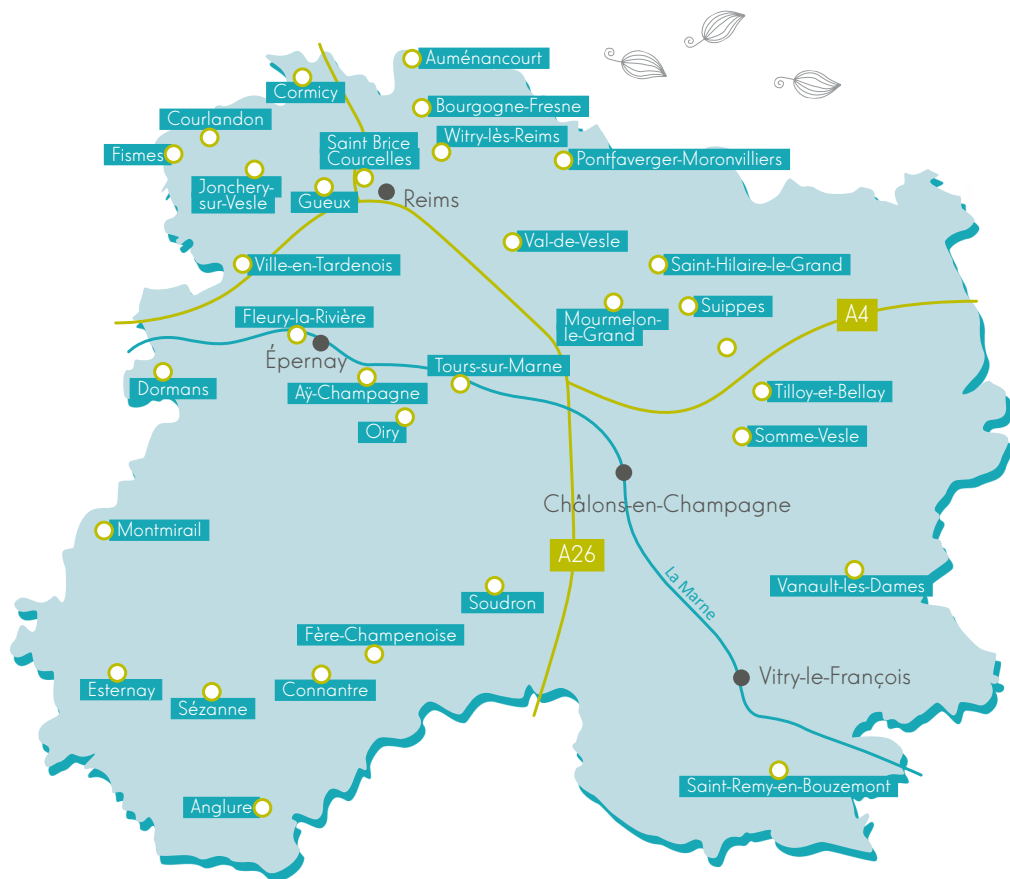 Auménancourt
Cormicy
Bourgogne-Fresne
Courlandon
Saint Brice
Courcelles
Witry-lès-Reims
Fismes
Pontfaverger-Moronvilliers
Jonchery-
sur-Vesle
Gueux
Reims
Val-de-Vesle
Ville-en-Tardenois
Saint-Hilaire-le-Grand
Suippes
Fleury-la-Rivière
Mourmelon-
le-Grand
A4
Épernay
Tours-sur-Marne
Dormans
Aÿ-Champagne
Tilloy-et-Bellay
Oiry
Somme-Vesle
Châlons-en-Champagne
Montmirail
A26
La Marne
Vanault-les-Dames
Soudron
Fère-Champenoise
Esternay
Connantre
Vitry-le-François
Sézanne
Saint-Remy-en-Bouzemont
Anglure